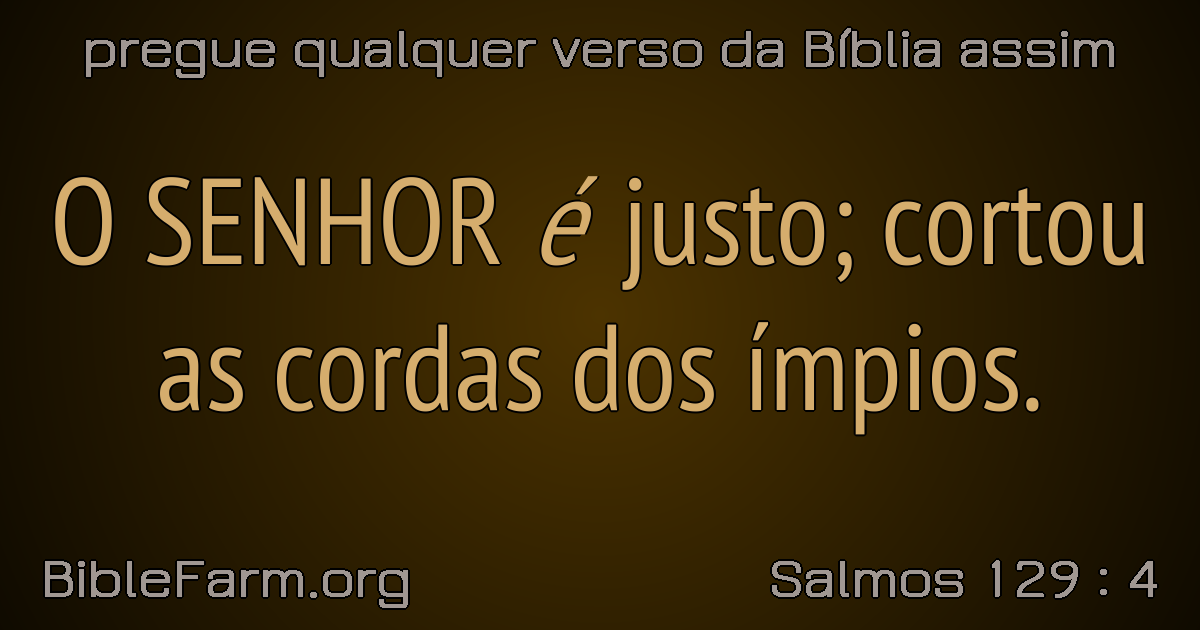 pregue qualquer verso da Bíblia assim
O SENHOR é justo; cortou
as cordas dos ímpios.
BibleFarm.org
Salmos 129 : 4